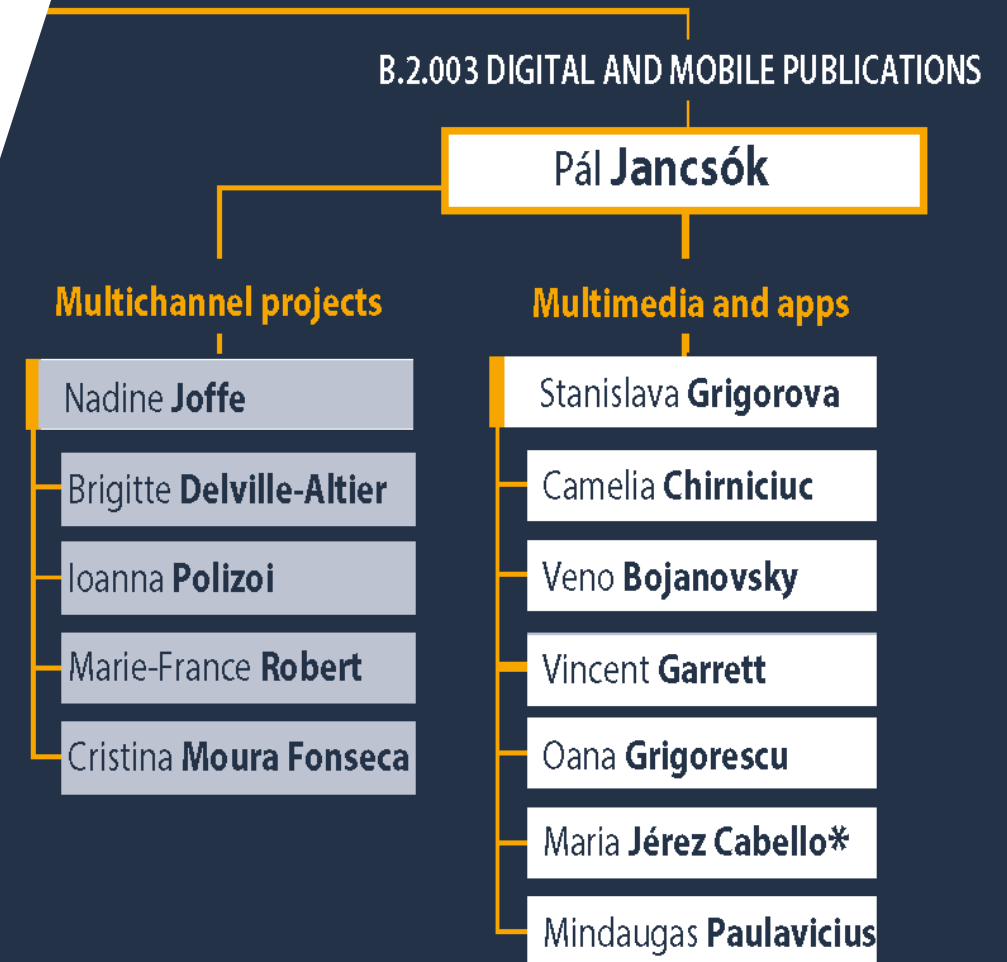 B.2.003 DIGITAL AND MOBILE PUBLICATIONS
Pál Jancsók
Multichannel projects
Nadine Joffe
Brigitte Delville-Altier
Ioanna Polizoi
Marie-France Robert
Cristina Moura Fonseca
Multimedia and apps
Stanislava Grigorova
Camelia Chirniciuc
Veno Bojanovsky
Vincent Garrett
Oana Grigorescu
Maria Jérez Cabello*
Mindaugas Paulavicius